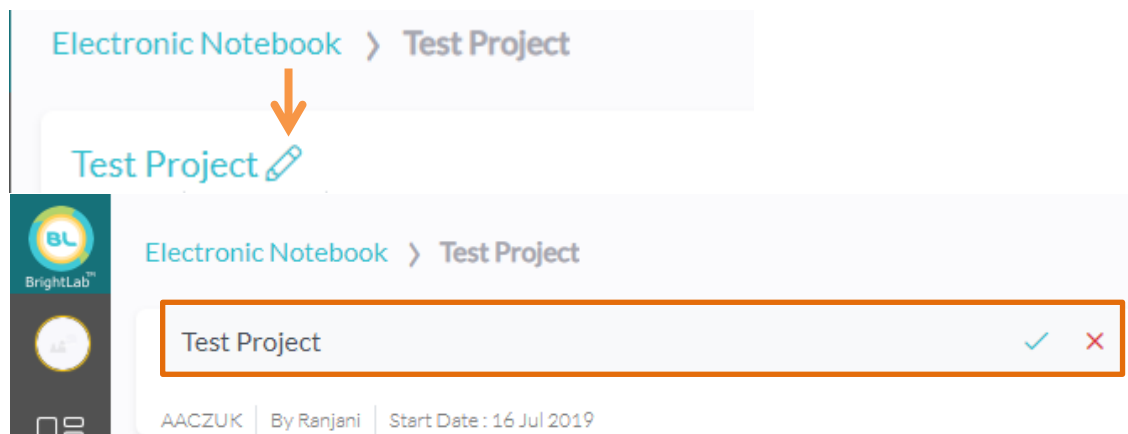 Electronic Notebook > Test Project
Test Project
BL
BrightLab™
Electronic Notebook > Test Project
Test Project
AACZUK | By Ranjani | Start Date : 16 Jul 2019